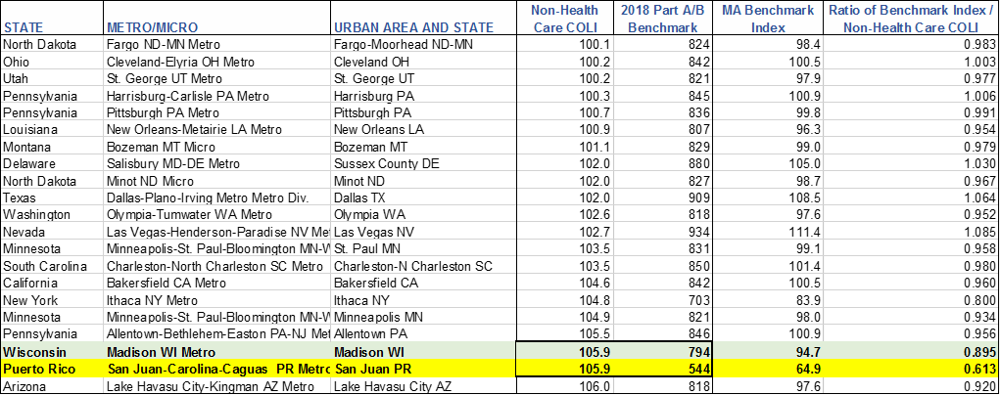 STATE METRO/MICRO URBAN AREA AND STATE Non-Health Care COLI 2018 Part A/B Benchmark MA Benchmark Index Ratio of Benchmark Index / Non-Health Care COLI
North Dakota Fargo ND-MN Metro Fargo-Moorhead ND-MN 100.1 824 98.4 0.983
Ohio Cleveland-Elyria OH Metro Cleveland OH 100.2 842 100.5 1.003
Utah St. George UT Metro St. George UT 100.2 821 97.9 0.977
Pennsylvania Harrisburg-Carlisle PA Metro Harrisburg PA 100.3 845 100.9 1.006
Pennsylvania Pittsburgh PA Metro Pittsburgh PA 100.7 836 99.8 0.991
Louisiana New Orleans-Metairie LA Metro New Orleans LA 100.9 807 96.3 0.954
Montana Bozeman MT Micro Bozeman MT 101.1 829 99.0 0.979
Delaware Salisbury MD-DE Metro Sussex County DE 102.0 880 105.0 1.030
North Dakota Minot ND Micro Minot ND 102.0 827 98.7 0.967
Texas Dallas-Plano-Irving Metro Metro Div. Dallas TX 102.0 909 108.5 1.064
Washington Olympia-Tumwater WA Metro Olympia WA 102.6 818 97.6 0.952
Nevada Las Vegas-Henderson-Paradise NV Met Las Vegas NV 102.7 934 111.4 1.085
Minnesota Minneapolis-St. Paul-Bloomington MN-W St. Paul MN 103.5 831 99.1 0.958
South Carolina Charleston-North Charleston SC Metro Charleston-N Charleston SC 103.5 850 101.4 0.980
California Bakersfield CA Metro Bakersfield CA 104.6 842 100.5 0.960
New York Ithaca NY Metro Ithaca NY 104.8 703 83.9 0.800
Minnesota Minneapolis-St. Paul-Bloomington MN-W Minneapolis MN 104.9 821 98.0 0.934
Pennsylvania Allentown-Bethlehem-Easton PA-NJ Met Allentown PA 105.5 846 100.9 0.956
Wisconsin Madison WI Metro Madison WI 105.9 794 94.7 0.895
Puerto Rico San Juan-Carolina-Caguas PR Metro San Juan PR 105.9 544 64.9 0.613
Arizona Lake Havasu City-Kingman AZ Metro Lake Havasu City AZ 106.0 818 97.6 0.920